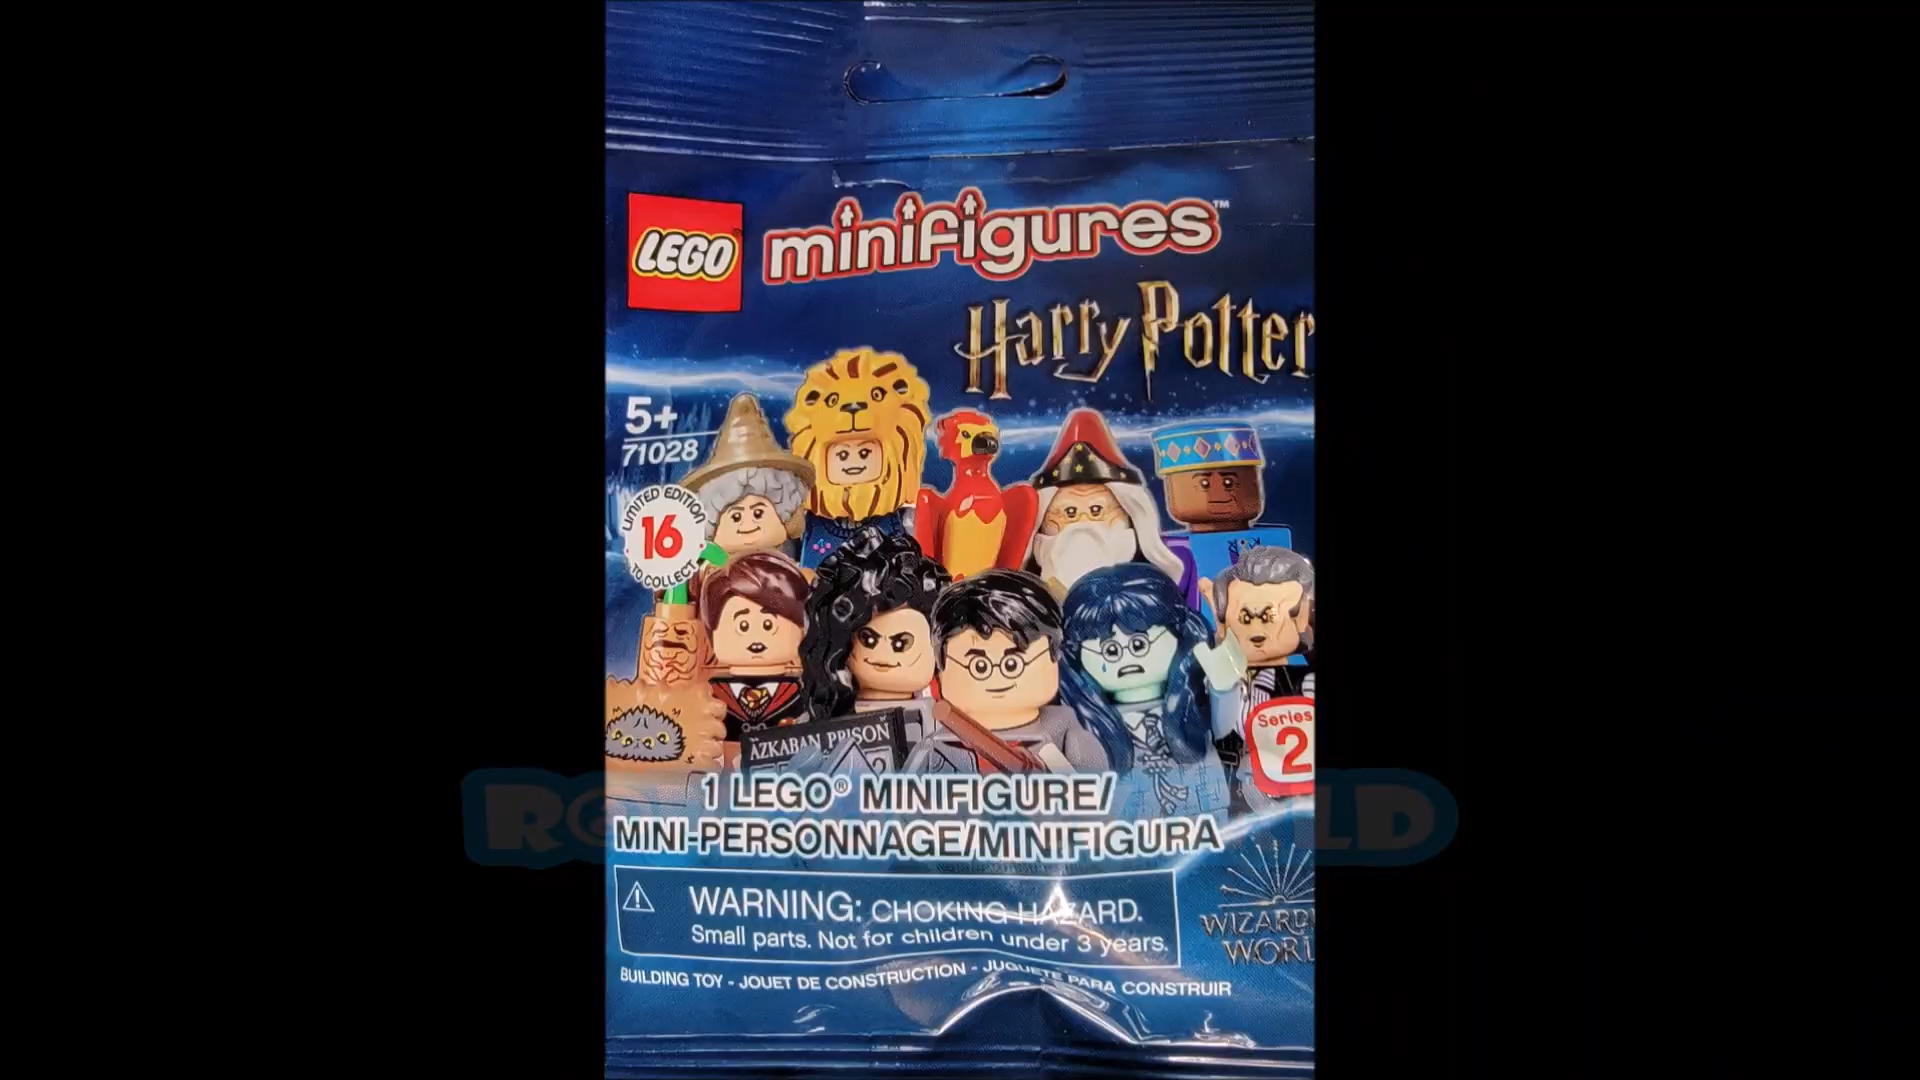 LEGO
minifigures™
Harry Potter
5+
71028
LIMITED EDITION
16
TO COLLECT
AZKABAN PRISON
Series
2
1 LEGO® MINIFIGURE/
MINI-PERSONNAGE/MINIFIGURA
WARNING: CHOKING HAZARD.
Small parts. Not for children under 3 years.
BUILDING TOY - JOUET DE CONSTRUCTION - JUGUETE PARA CONSTRUIR